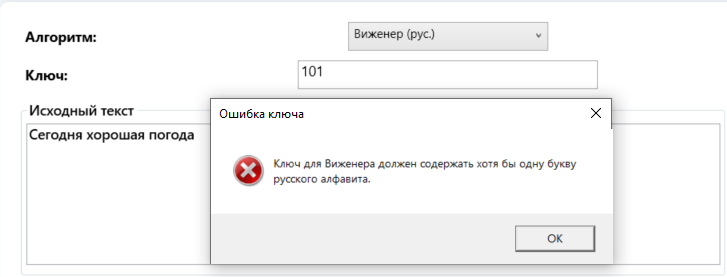 Алгоритм:
Виженер (рус.)
Ключ:
101
Исходный текст
Сегодня хорошая погода
Ошибка ключа
Ключ для Виженера должен содержать хотя бы одну букву
русского алфавита.
OK